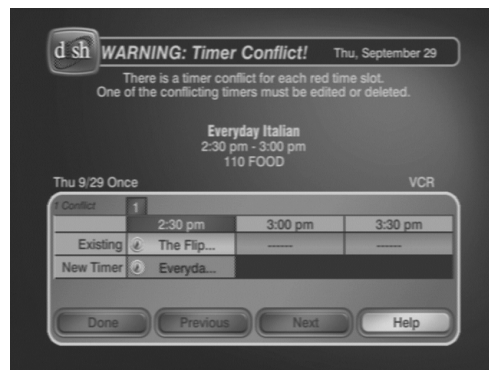 dish WARNING: Timer Conflict! Thu, September 29
There is a timer conflict for each red time slot.
One of the conflicting timers must be edited or deleted.
Everyday Italian
2:30 pm - 3:00 pm
110 FOOD
Thu 9/29 Once VCR
1 Conflict 1
2:30 pm 3:00 pm 3:30 pm
Existing The Flip... ------ ------
New Timer Everyda...
Done Previous Next Help